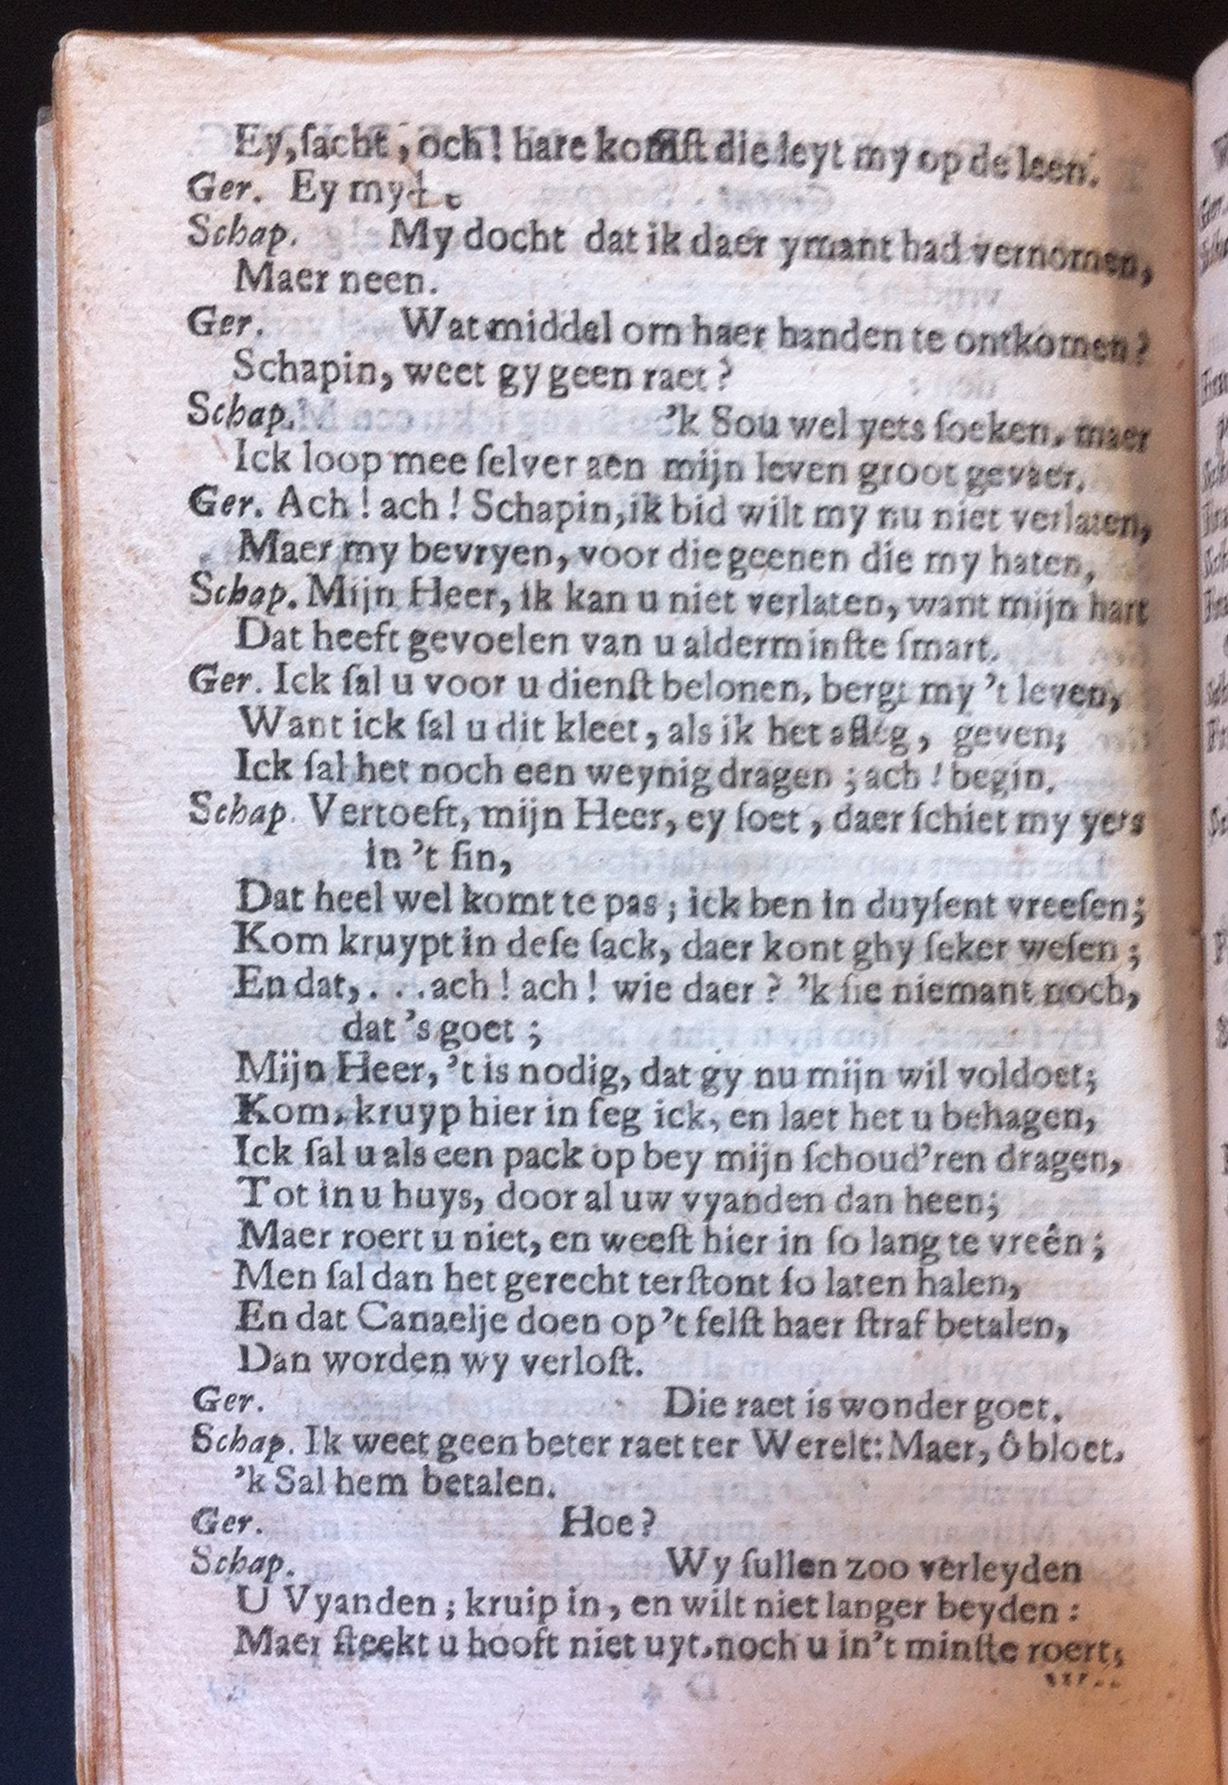 Ey, ſacht, och! hare komſt die leyt my op de leen.
Ger. Ey my!
Schap. My docht dat ik daer ymant had vernomen,
Maer neen.
Ger. Wat middel om haer handen te ontkomen?
Schapin, weet gy geen raet?
Schap. 'k Sou wel yets ſoeken, maer
Ick loop mee ſelver aen mijn leven groot gevaer.
Ger. Ach! ach! Schapin, ik bid wilt my nu niet verlaten,
Maer my bevryen, voor die geenen die my haten,
Schap. Mijn Heer, ik kan u niet verlaten, want mijn hart
Dat heeft gevoelen van u alderminſte ſmart.
Ger. Ick ſal u voor u dienſt belonen, bergt my 't leven,
Want ick ſal u dit kleet, als ik het afleg, geven;
Ick ſal het noch een weynig dragen; ach! begin.
Schap. Vertoeft, mijn Heer, ey ſoet, daer ſchiet my yets
in 't ſin,
Dat heel wel komt te pas; ick ben in duyſent vreeſen;
Kom kruypt in deſe ſack, daer kont ghy ſeker weſen;
En dat,...ach! ach! wie daer? 'k ſie niemant noch,
dat 's goet;
Mijn Heer, 't is nodig, dat gy nu mijn wil voldoet;
Kom, kruyp hier in ſeg ick, en laet het u behagen,
Ick ſal u als een pack op bey mijn ſchoud'ren dragen,
Tot in u huys, door al uw vyanden dan heen;
Maer roert u niet, en weeſt hier in ſo lang te vreên;
Men ſal dan het gerecht terſtont ſo laten halen,
En dat Canaelje doen op 't felſt haer ſtraf betalen,
Dan worden wy verloſt.
Ger. Die raet is wonder goet.
Schap. Ik weet geen beter raet ter Werelt: Maer, ô bloet.
'k Sal hem betalen.
Ger. Hoe?
Schap. Wy ſullen zoo verleyden
U Vyanden; kruip in, en wilt niet langer beyden:
Maer ſteekt u hooft niet uyt, noch u in't minſte roert;